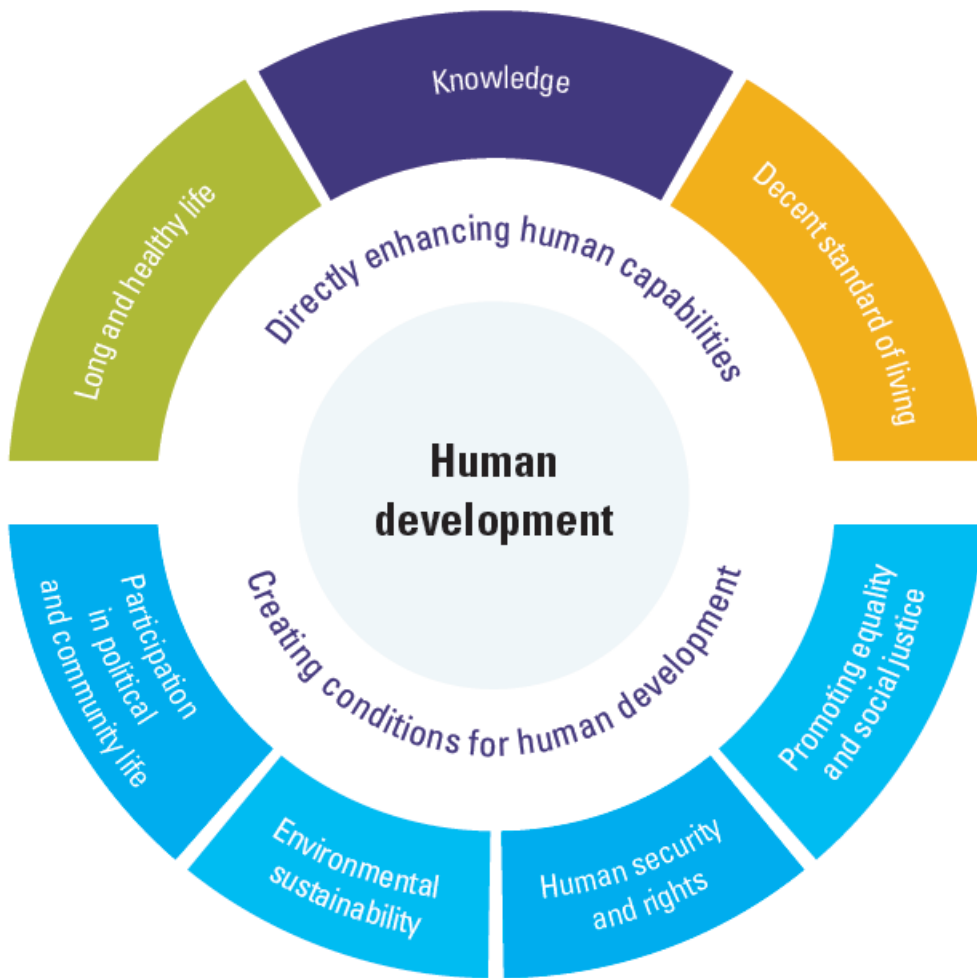 Knowledge
Long and healthy life
Decent standard of living
Directly enhancing human capabilities
Human
development
Creating conditions for human development
Participation
in political
and community life
Environmental
sustainability
Human security
and rights
Promoting equality
and social justice